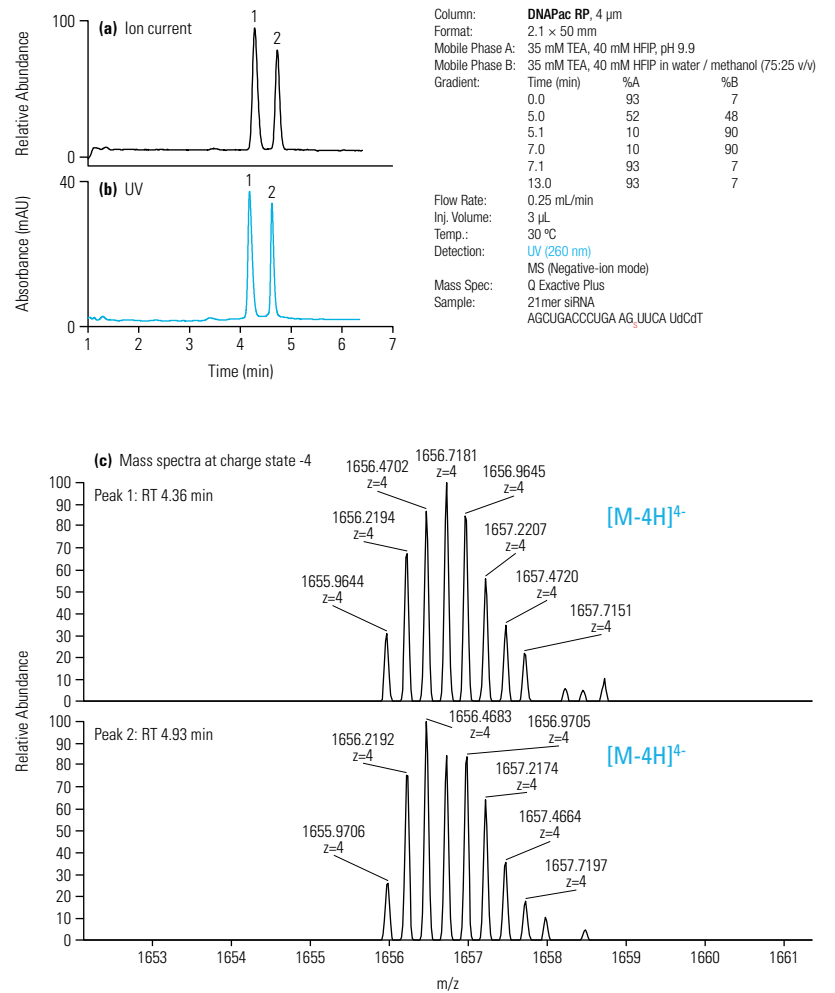 (a) Ion current
Relative Abundance
100
0
1
2
(b) UV
Absorbance (mAU)
40
0
1
2
1 2 3 4 5 6 7
Time (min)
Column: DNAPac RP, 4 µm
Format: 2.1 × 50 mm
Mobile Phase A: 35 mM TEA, 40 mM HFIP, pH 9.9
Mobile Phase B: 35 mM TEA, 40 mM HFIP in water / methanol (75:25 v/v)
Gradient: Time (min) %A %B
0.0 93 7
5.0 52 48
5.1 10 90
7.0 10 90
7.1 93 7
13.0 93 7
Flow Rate: 0.25 mL/min
Inj. Volume: 3 µL
Temp.: 30 ºC
Detection: UV (260 nm)
MS (Negative-ion mode)
Mass Spec: Q Exactive Plus
Sample: 21mer siRNA
AGCUGACCCUGA AGsUUCA UdCdT
(c) Mass spectra at charge state -4
Relative Abundance
Peak 1: RT 4.36 min
[M-4H]4-
100
90
80
70
60
50
40
30
20
10
0
1655.9644
z=4
1656.2194
z=4
1656.4702
z=4
1656.7181
z=4
1656.9645
z=4
1657.2207
z=4
1657.4720
z=4
1657.7151
z=4
Peak 2: RT 4.93 min
[M-4H]4-
100
90
80
70
60
50
40
30
20
10
0
1655.9706
z=4
1656.2192
z=4
1656.4683
z=4
1656.9705
z=4
1657.2174
z=4
1657.4664
z=4
1657.7197
z=4
1653 1654 1655 1656 1657 1658 1659 1660 1661
m/z